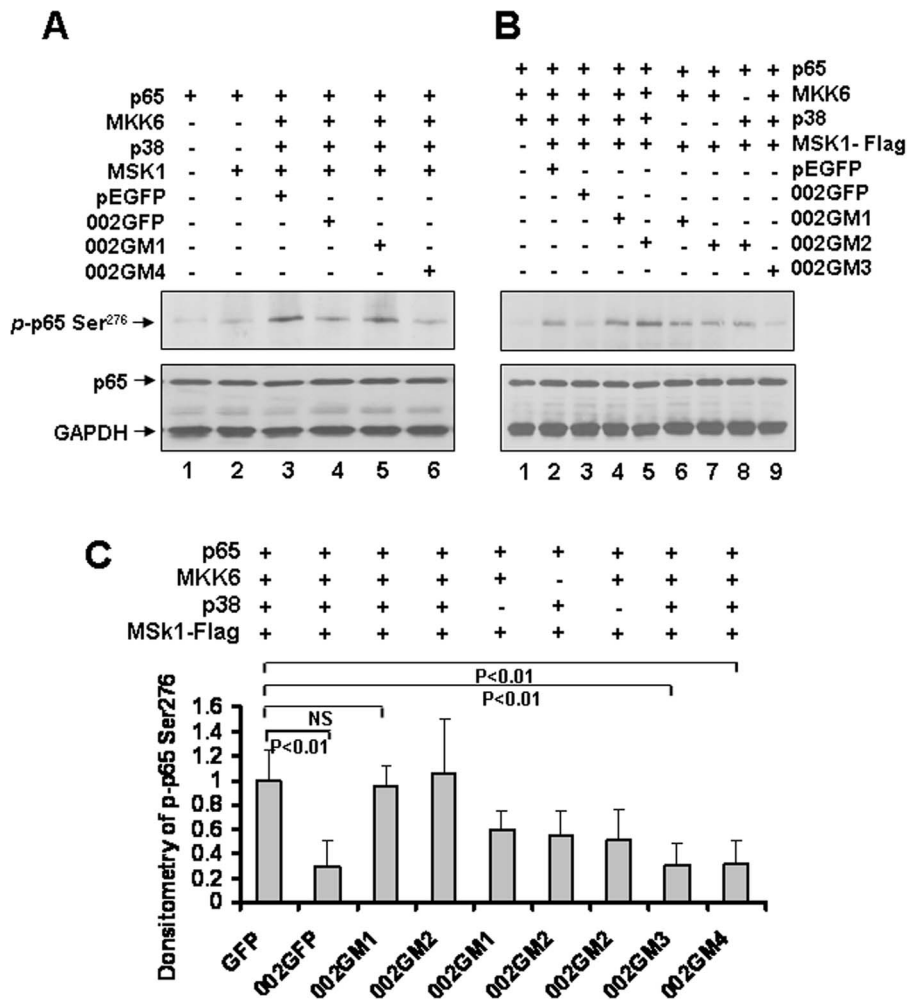 A
p65 + + + + + +
MKK6 - - + + + +
p38 - - + + + +
MSK1 - + + + + +
pEGFP - - + - - -
002GFP - - - + - -
002GM1 - - - - + -
002GM4 - - - - - +
p-p65 Ser276
p65
GAPDH
1 2 3 4 5 6
B
+ + + + + + + + + p65
+ + + + + + + - + MKK6
+ + + + + - - + + p38
- + + + + + + + + MSK1- Flag
- + - - - - - - - pEGFP
- - + - - - - - - 002GFP
- - - + - + - - - 002GM1
- - - - + - + + - 002GM2
- - - - - - - - + 002GM3
1 2 3 4 5 6 7 8 9
C
p65 + + + + + + + + +
MKK6 + + + + + - + + +
p38 + + + + - + - + +
MSk1-Flag + + + + + + + + +
P<0.01
P<0.01
NS
P<0.01
Donsitometry of p-p65 Ser276
1.6
1.4
1.2
1
0.8
0.6
0.4
0.2
0
GFP
002GFP
002GM1
002GM2
002GM1
002GM2
002GM2
002GM3
002GM4